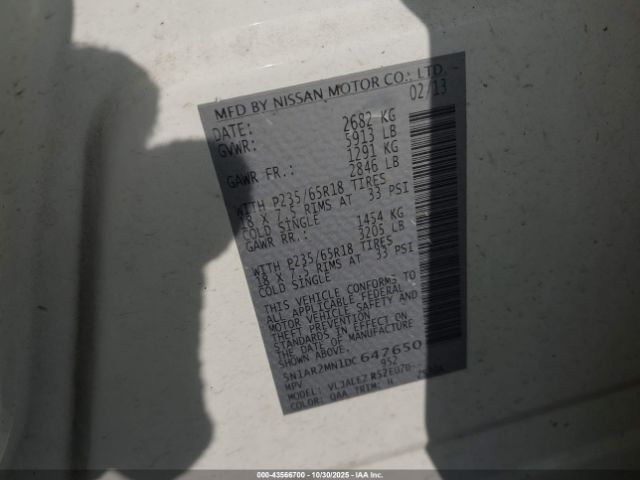 MFD BY NISSAN MOTOR CO., LTD.
DATE: 02/13
GVWR: 2682 KG
5913 LB
GAWR FR.: 1291 KG
2846 LB
WITH P235/65R18 TIRES
18 X 7.5 RIMS AT 33 PSI
COLD SINGLE
GAWR RR.: 1454 KG
3205 LB
WITH P235/65R18 TIRES
18 X 7.5 RIMS AT 33 PSI
COLD SINGLE
THIS VEHICLE CONFORMS TO
ALL APPLICABLE FEDERAL
MOTOR VEHICLE SAFETY AND
THEFT PREVENTION
STANDARDS IN EFFECT ON
THE DATE OF MANUFACTURE
SHOWN ABOVE.
5N1AR2MN1DC 647650
MPV 952
MODEL:
COLOR: QAA TRIM: H
000-43566700 | 10/30/2025 | IAA Inc.